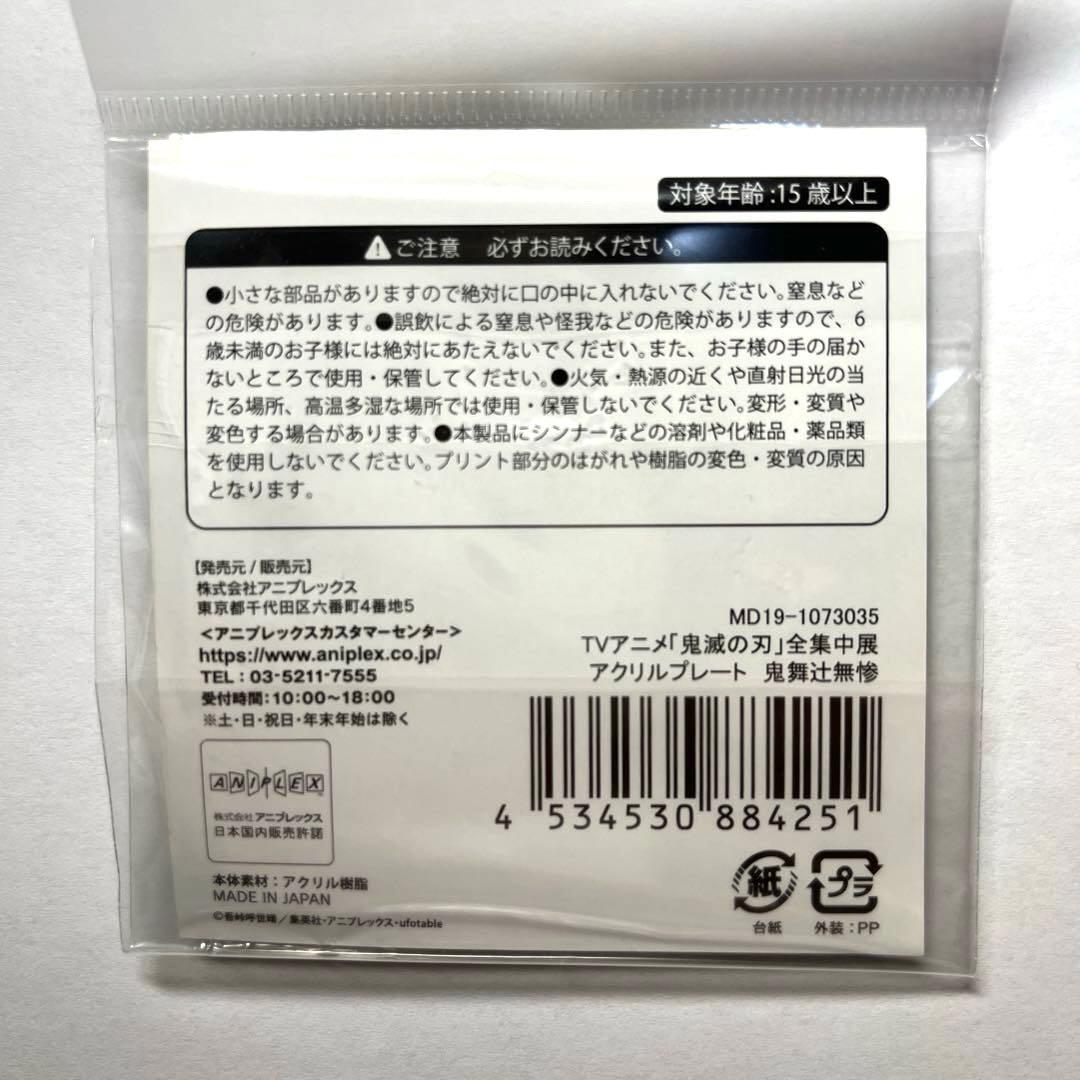 対象年齢:15歳以上
ご注意 必ずお読みください。
●小さな部品がありますので絶対に口の中に入れないでください。窒息など
の危険があります。●誤飲による窒息や怪我などの危険がありますので、6
歳未満のお子様には絶対にあたえないでください。また、お子様の手の届か
ないところで使用・保管してください。●火気・熱源の近くや直射日光の当
たる場所、高温多湿な場所では使用・保管しないでください。変形・変質や
変色する場合があります。●本製品にシンナーなどの溶剤や化粧品・薬品類
を使用しないでください。プリント部分のはがれや樹脂の変色・変質の原因
となります。
【発売元/販売元】
株式会社アニプレックス
東京都千代田区六番町4番地5
<アニプレックスカスタマーセンター>
https://www.aniplex.co.jp/
TEL:03-5211-7555
受付時間:10:00〜18:00
※土・日・祝日・年末年始は除く
MD19-1073035
TVアニメ「鬼滅の刃」全集中展
アクリルプレート 鬼舞辻無惨
4 534530 884251
ANIPLEX
株式会社アニプレックス
日本国内販売許諾
本体素材:アクリル樹脂
MADE IN JAPAN
©吾峠呼世晴/集英社・アニプレックス・ufotable
紙
台紙
プラ
外装:PP